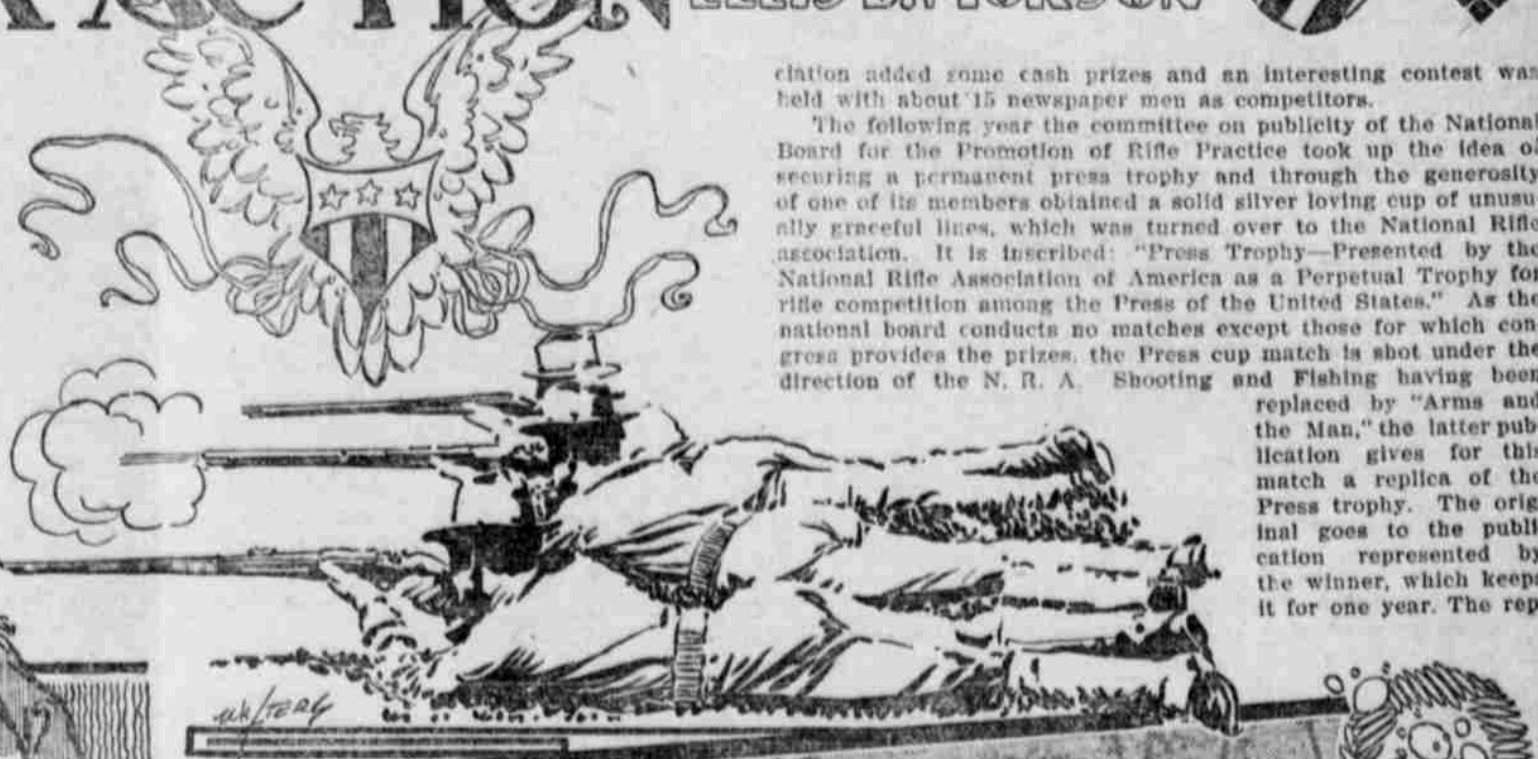 ciation added some cash prizes and an interesting contest was
held with about 15 newspaper men as competitors.
The following year the committee on publicity of the National
Board for the Promotion of Rifle Practice took up the idea of
securing a permanent press trophy and through the generosity
of one of its members obtained a solid silver loving cup of unusu
ally graceful lines, which was turned over to the National Rifle
association. It is inscribed: "Press Trophy—Presented by the
National Rifle Association of America as a Perpetual Trophy for
rifle competition among the Press of the United States." As the
national board conducts no matches except those for which con
gress provides the prizes, the Press cup match is shot under the
direction of the N. R. A. Shooting and Fishing having been
replaced by "Arms and
the Man," the latter pub
lication gives for this
match a replica of the
Press trophy. The orig
inal goes to the publi
cation represented by
the winner, which keeps
it for one year. The rep
WALTERS